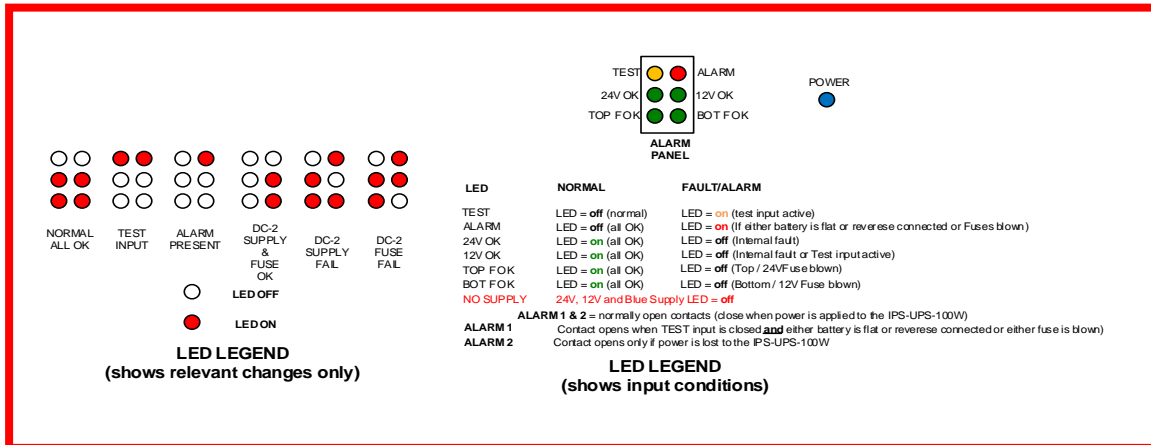 TEST ALARM
24V OK 12V OK
TOP F OK BOT F OK
ALARM
PANEL
POWER
NORMAL
ALL OK
TEST
INPUT
ALARM
PRESENT
DC-2
SUPPLY
&
FUSE
OK
DC-2
SUPPLY
FAIL
DC-2
FUSE
FAIL
LED OFF
LED ON
LED LEGEND
(shows relevant changes only)
LED NORMAL FAULT/ALARM
TEST LED = off (normal) LED = on (test input active)
ALARM LED = off (all OK) LED = on (If either battery is flat or reverese connected or Fuses blown)
24V OK LED = on (all OK) LED = off (Internal fault)
12V OK LED = on (all OK) LED = off (Internal fault or Test input active)
TOP F OK LED = on (all OK) LED = off (Top / 24V Fuse blown)
BOT F OK LED = on (all OK) LED = off (Bottom / 12V Fuse blown)
NO SUPPLY 24V, 12V and Blue Supply LED = off
ALARM 1 & 2 = normally open contacts (close when power is applied to the IPS-UPS-100W)
ALARM 1 Contact opens when TEST input is closed and either battery is flat or reverese connected or either fuse is blown)
ALARM 2 Contact opens only if power is lost to the IPS-UPS-100W
LED LEGEND
(shows input conditions)